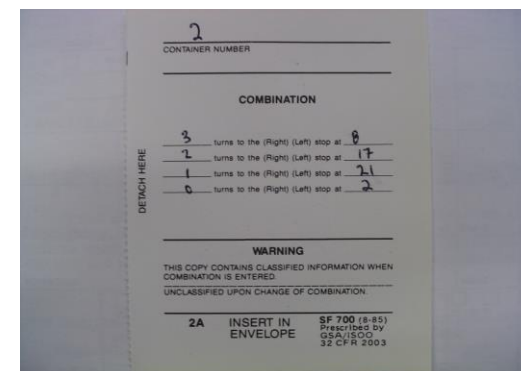 2
CONTAINER NUMBER
COMBINATION
3 turns to the (Right) (Left) stop at 8
2 turns to the (Right) (Left) stop at 17
1 turns to the (Right) (Left) stop at 21
0 turns to the (Right) (Left) stop at 2
DETACH HERE
WARNING
THIS COPY CONTAINS CLASSIFIED INFORMATION WHEN
COMBINATION IS ENTERED.
UNCLASSIFIED UPON CHANGE OF COMBINATION.
2A INSERT IN ENVELOPE
SF 700 (8-85)
Prescribed by
GSA/ISOO
32 CFR 2003